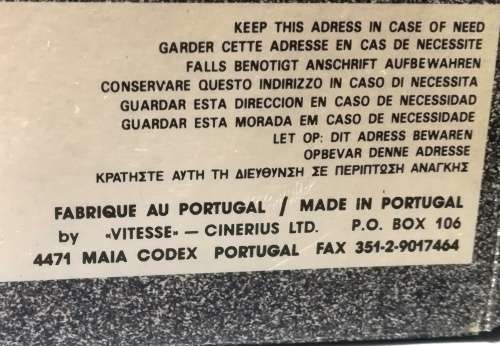 KEEP THIS ADRESS IN CASE OF NEED
GARDER CETTE ADRESSE EN CAS DE NECESSITE
FALLS BENOTIGT ANSCHRIFT AUFBEWAHREN
CONSERVARE QUESTO INDIRIZZO IN CASO DI NECESSITA
GUARDAR ESTA DIRECCION EN CASO DE NECESSIDAD
GUARDAR ESTA MORADA EM CASO DE NECESSIDADE
LET OP: DIT ADRESS BEWAREN
OPBEVAR DENNE ADRESSE
ΚΡΑΤΗΣΤΕ ΑΥΤΗ ΤΗ ΔΙΕΥΘΥΝΣΗ ΣΕ ΠΕΡΙΠΤΩΣΗ ΑΝΑΓΚΗΣ
FABRIQUE AU PORTUGAL / MADE IN PORTUGAL
by «VITESSE» — CINERIUS LTD. P.O. BOX 106
4471 MAIA CODEX PORTUGAL FAX 351-2-9017464